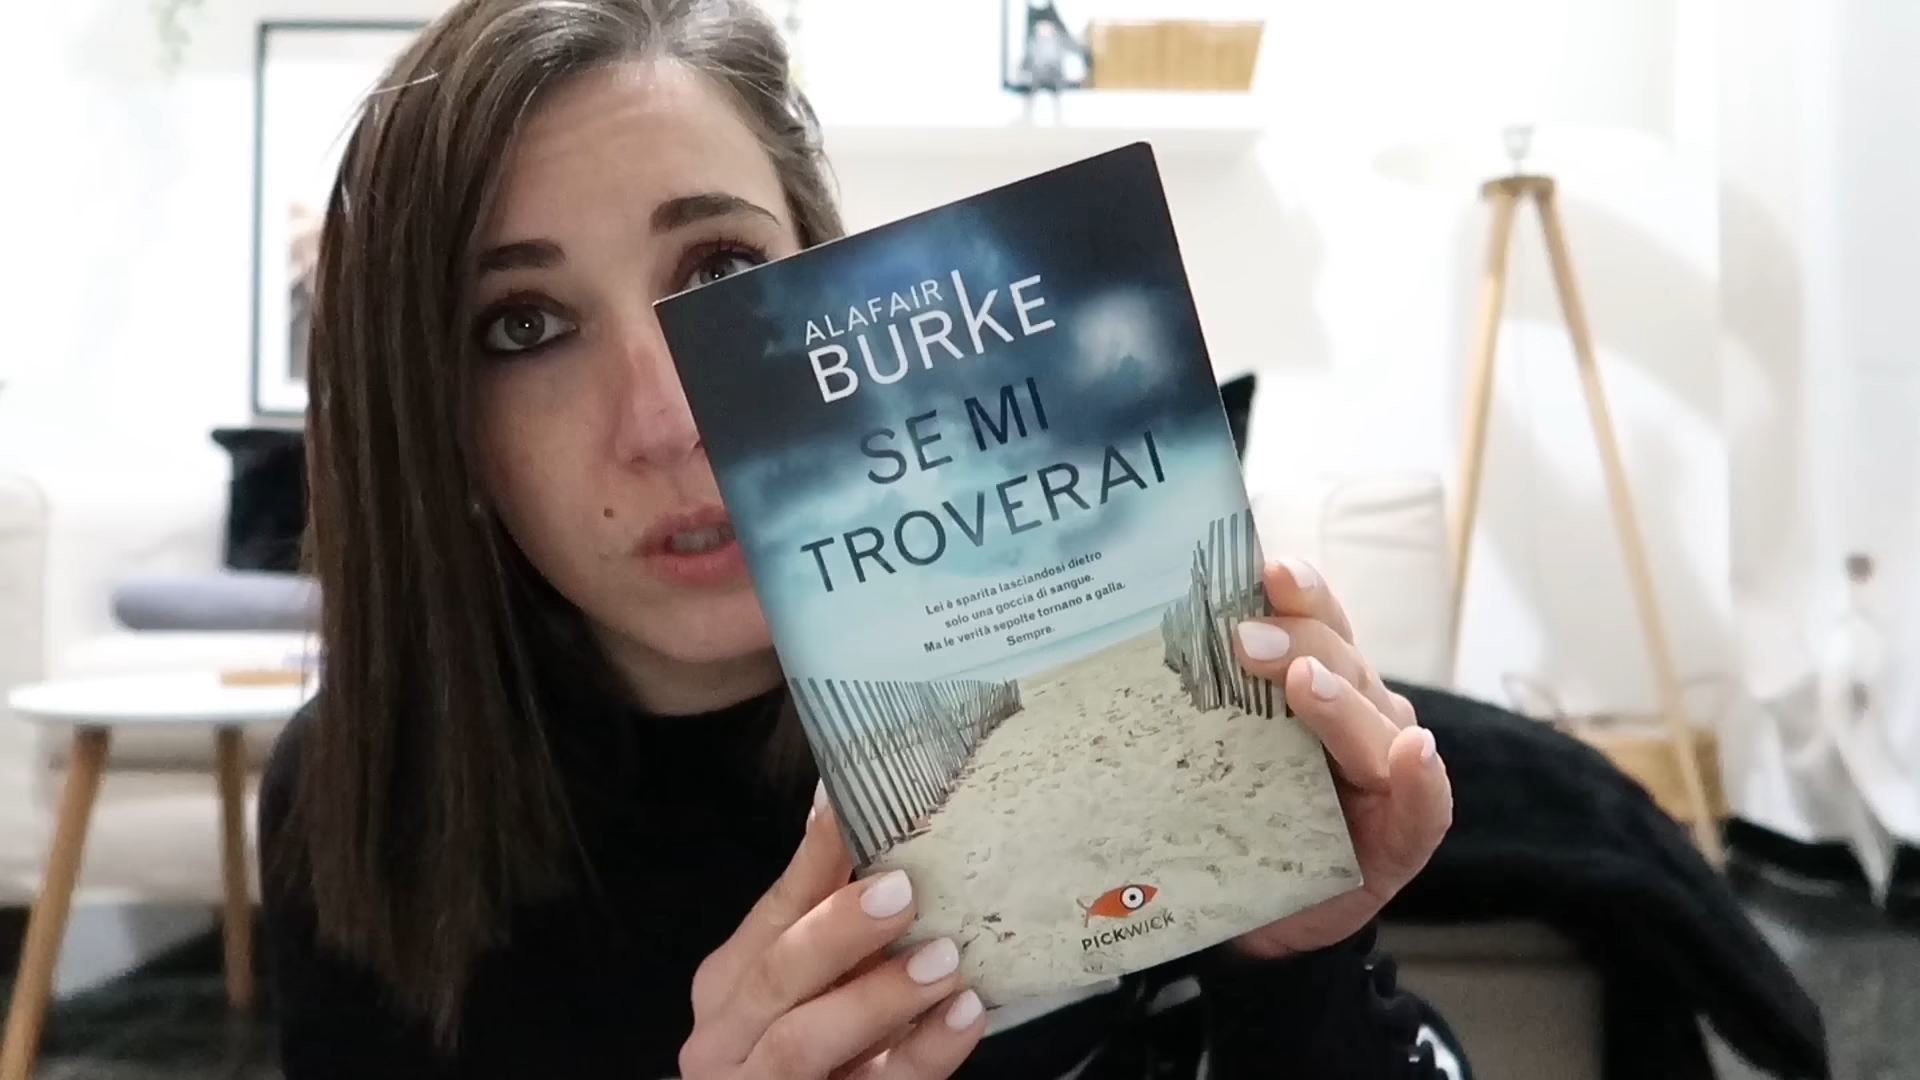 ALAFAIR
BURKE
SE MI
TROVERAI
Lei è sparita lasciandosi dietro
solo una goccia di sangue.
Ma le verità sepolte tornano a galla.
Sempre.
PICKWICK